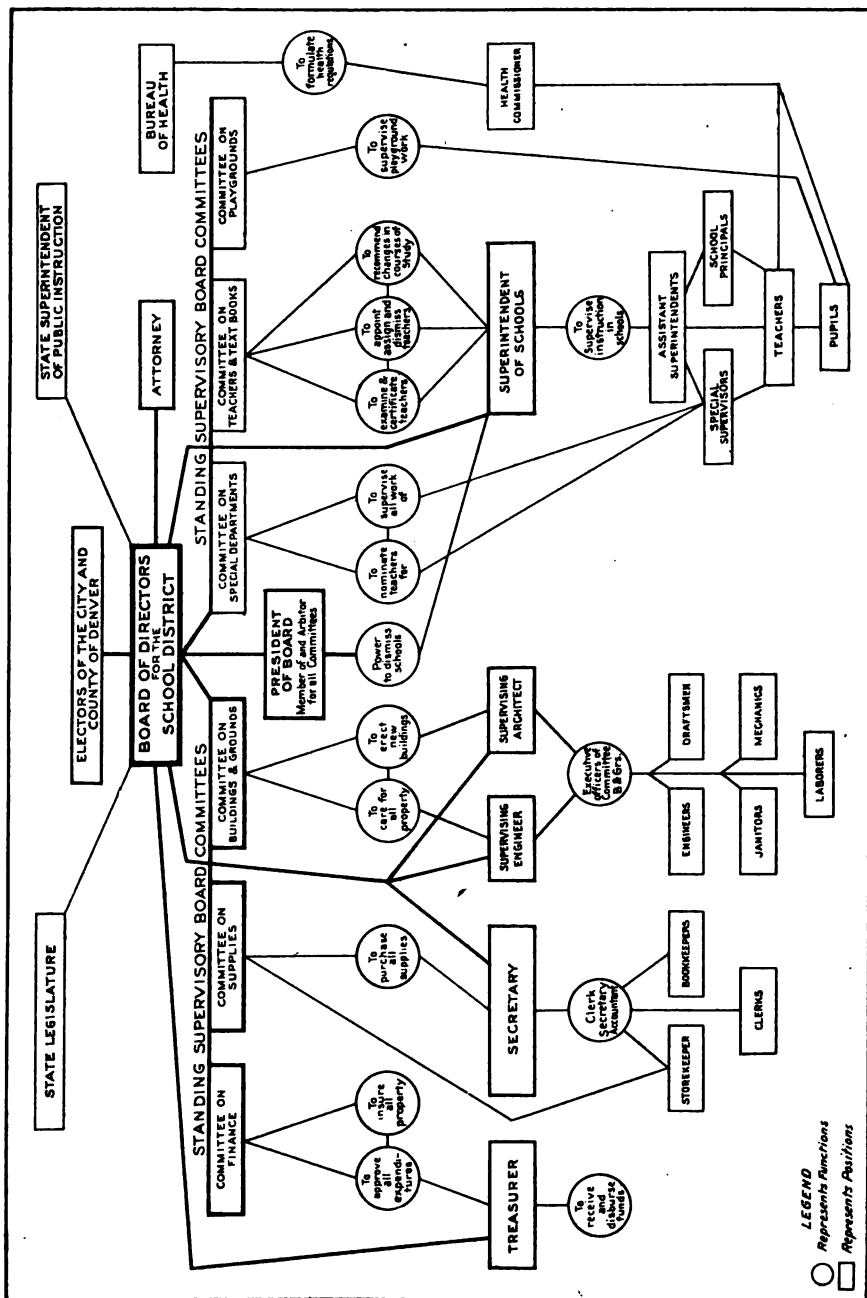 STATE LEGISLATURE
ELECTORS OF THE CITY AND
COUNTY OF DENVER
STATE SUPERINTENDENT
OF PUBLIC INSTRUCTION
BOARD OF DIRECTORS
FOR THE
SCHOOL DISTRICT
ATTORNEY
BUREAU
OF HEALTH
STANDING SUPERVISORY BOARD COMMITTEES
STANDING SUPERVISORY BOARD COMMITTEES
COMMITTEE ON
FINANCE
COMMITTEE ON
SUPPLIES
COMMITTEE ON
BUILDINGS & GROUNDS
PRESIDENT
OF BOARD
Member of and Arbitor
for all Committees
COMMITTEE ON
SPECIAL DEPARTMENTS
COMMITTEE ON
TEACHERS & TEXT BOOKS
COMMITTEE ON
PLAYGROUNDS
To
formulate
health
regulations
To
approve
all
expendi-
tures
To
insure
all
property
To
purchase
all
supplies
To
care for
all
property
To
erect
new
buildings
Power
to dismiss
schools
To
nominate
teachers
for
To
supervise
all work
of
To
examine &
certificate
teachers
To
appoint
assign and
dismiss
teachers
To
recommend
changes in
courses of
Study
To
supervise
playground
work
TREASURER
SECRETARY
SUPERVISING
ENGINEER
SUPERVISING
ARCHITECT
SUPERINTENDENT
OF SCHOOLS
HEALTH
COMMISSIONER
To
receive
and
disburse
funds
Clerk
Secretary
Accountant
Executive
officers of
Committee
B & Grs.
To
Supervise
instruction
in
schools
STOREKEEPER
BOOKKEEPERS
ENGINEERS
DRAFTSMEN
ASSISTANT
SUPERINTENDENTS
CLERKS
JANITORS
MECHANICS
SPECIAL
SUPERVISORS
SCHOOL
PRINCIPALS
LABORERS
TEACHERS
PUPILS
LEGEND
Represents Functions
Represents Positions